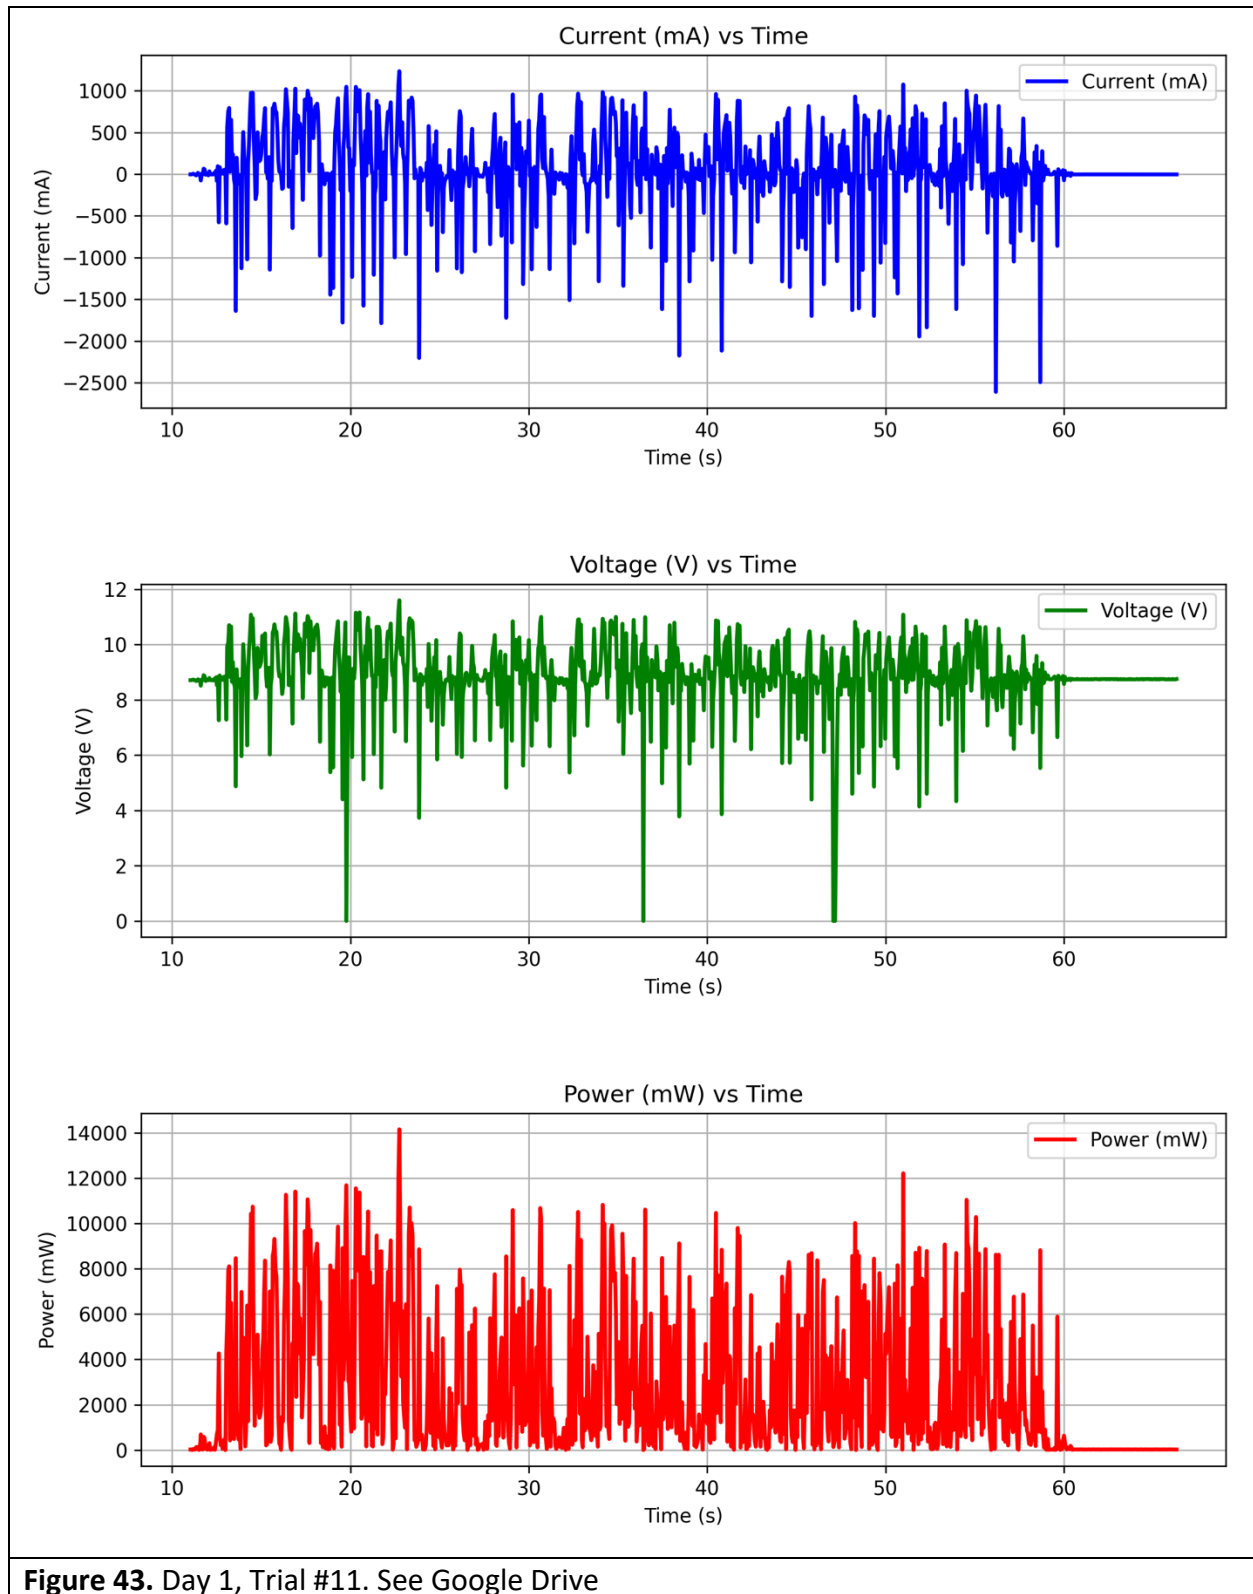 Current (mA) vs Time
Current (mA)
1000
500
0
−500
−1000
−1500
−2000
−2500
Current (mA)
10 20 30 40 50 60
Time (s)
Voltage (V) vs Time
Voltage (V)
12
10
8
6
4
2
0
Voltage (V)
10 20 30 40 50 60
Time (s)
Power (mW) vs Time
Power (mW)
14000
12000
10000
8000
6000
4000
2000
0
Power (mW)
10 20 30 40 50 60
Time (s)
Figure 43. Day 1, Trial #11. See Google Drive